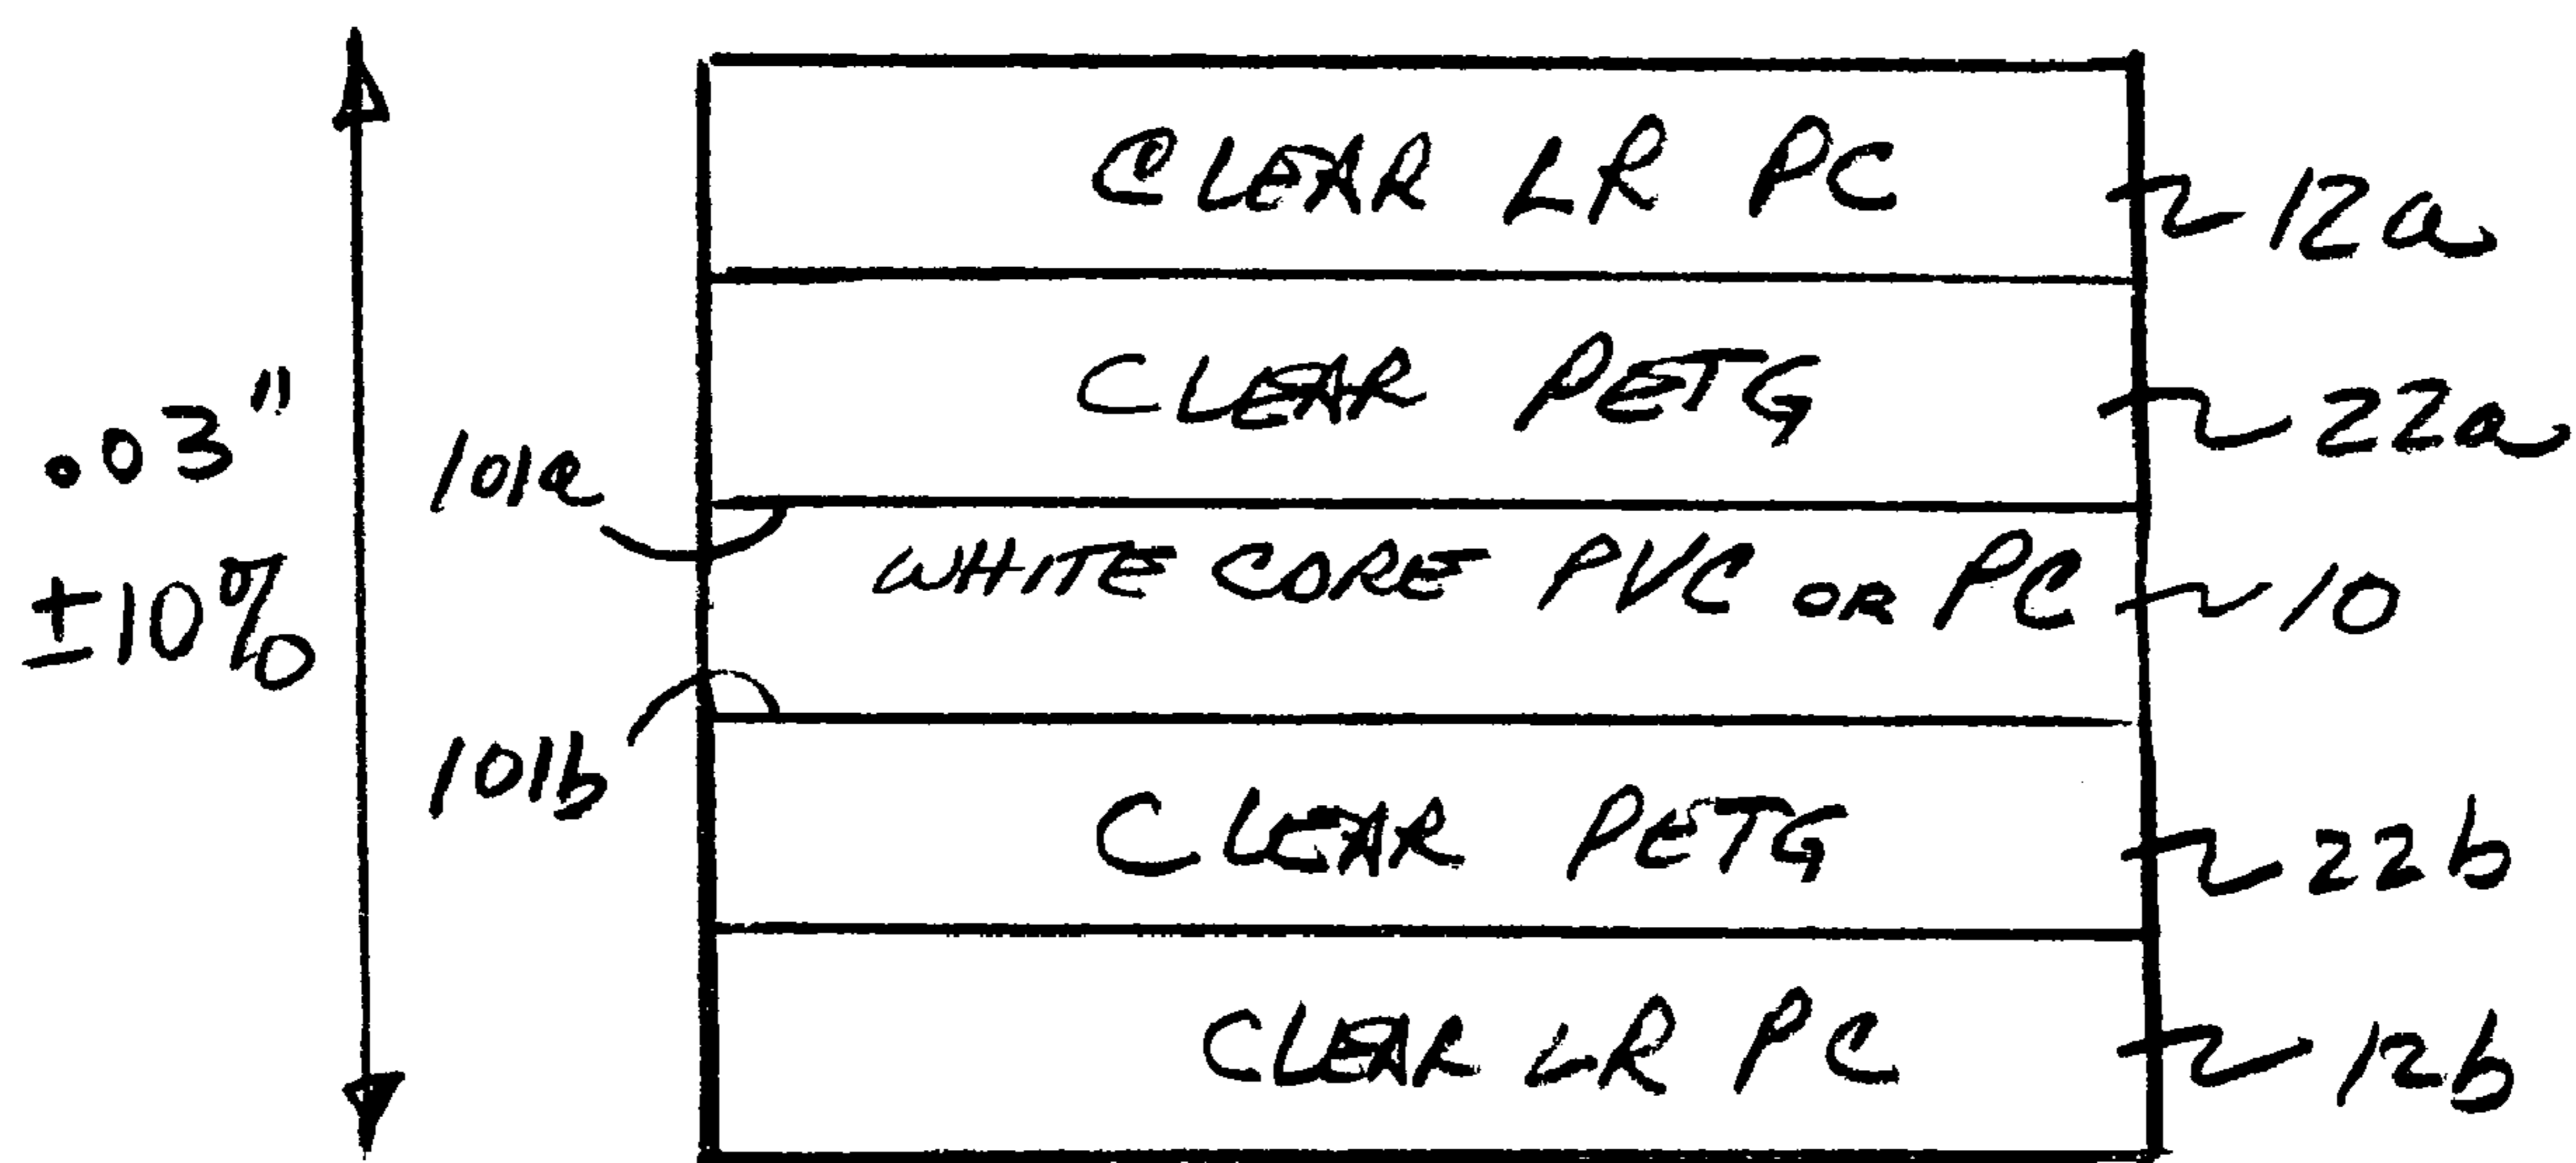 CLEAR LR PC
12a
CLEAR PETG
22a
.03"
±10%
101a
WHITE CORE PVC OR PC
10
101b
CLEAR PETG
22b
CLEAR LR PC
12b